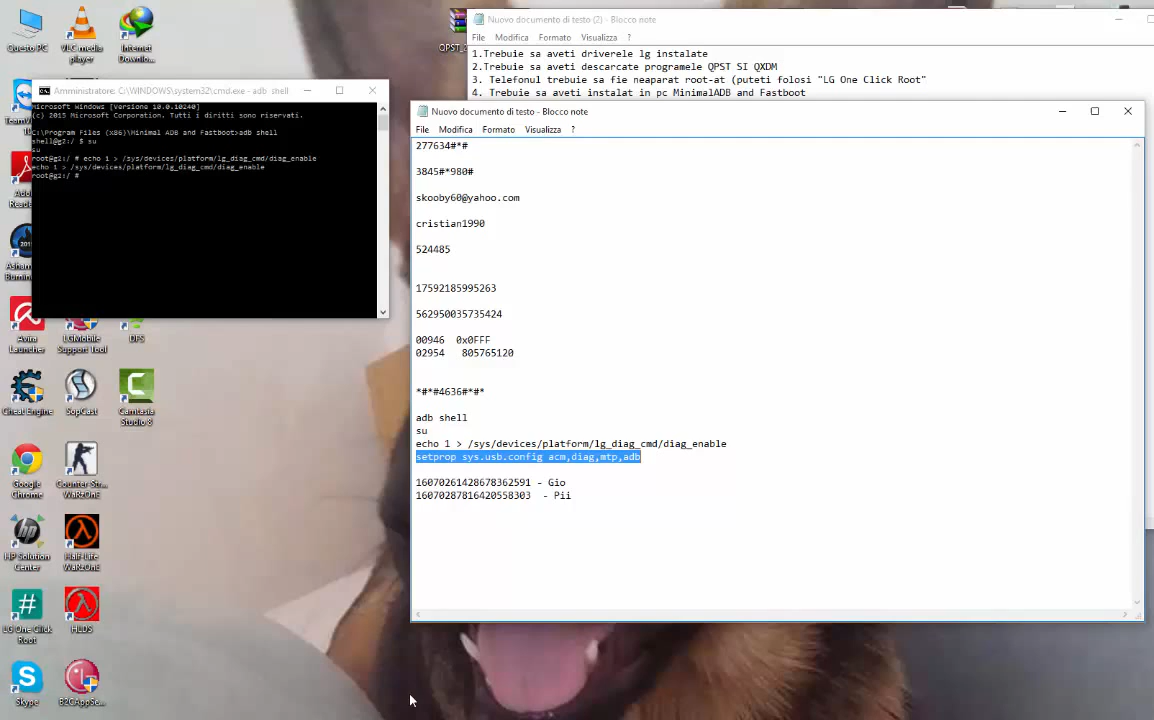 Questo PC
VLC media player
Internet Downlo...
QPST_2
Nuovo documento di testo (2) - Blocco note
File Modifica Formato Visualizza ?
1.Trebuie sa aveti driverele lg instalate
2.Trebuie sa aveti descarcate programele QPST SI QXDM
3. Telefonul trebuie sa fie neaparat root-at (puteti folosi "LG One Click Root"
4. Trebuie sa aveti instalat in pc MinimalADB and Fastboot
Amministratore: C:\WINDOWS\system32\cmd.exe - adb shell
Microsoft Windows [Versione 10.0.10240]
(c) 2015 Microsoft Corporation. Tutti i diritti sono riservati.
C:\Program Files (x86)\Minimal ADB and Fastboot>adb shell
shell@g2:/ $ su
su
root@g2:/ # echo 1 > /sys/devices/platform/lg_diag_cmd/diag_enable
echo 1 > /sys/devices/platform/lg_diag_cmd/diag_enable
root@g2:/ #
Nuovo documento di testo - Blocco note
File Modifica Formato Visualizza ?
277634#*#
3845#*980#
skooby60@yahoo.com
cristian1990
524485
17592185995263
562950035735424
00946 0x0FFF
02954 805765120
*#*#4636#*#*
adb shell
su
echo 1 > /sys/devices/platform/lg_diag_cmd/diag_enable
setprop sys.usb.config acm,diag,mtp,adb
16070261428678362591 - Gio
16070287816420558303 - Pii
Avira Launcher
LGMobile Support Tool
DFS
Cheat Engine
SopCast
Camtasia Studio 8
Google Chrome
Counter Str... WaRzOnE
HP Solution Center
Half-Life WaRzOnE
LG One Click Root
HLDS
Skype
B2CAppSe...